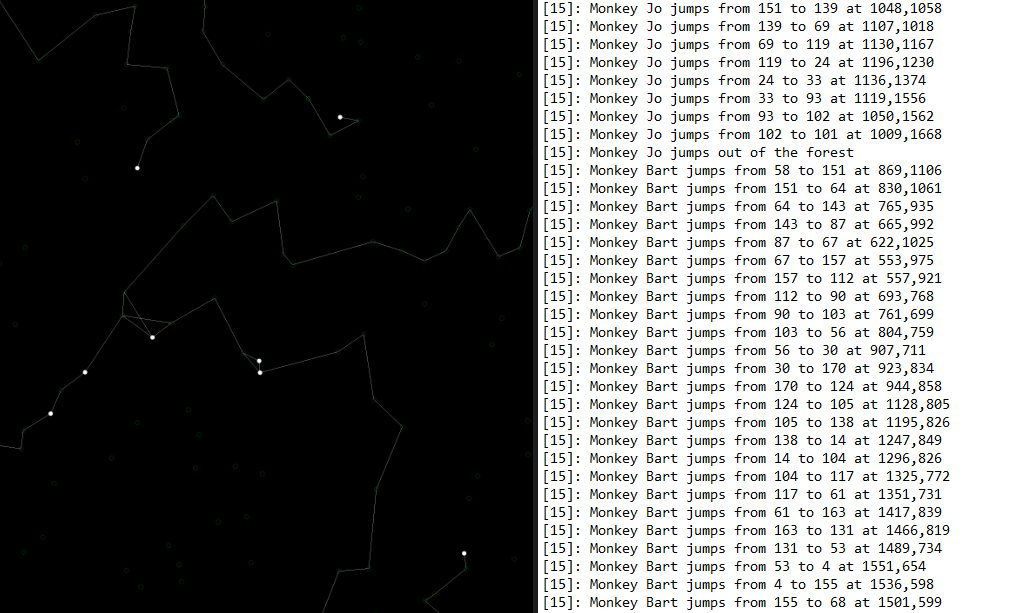 [15]: Monkey Jo jumps from 151 to 139 at 1048,1058
[15]: Monkey Jo jumps from 139 to 69 at 1107,1018
[15]: Monkey Jo jumps from 69 to 119 at 1130,1167
[15]: Monkey Jo jumps from 119 to 24 at 1196,1230
[15]: Monkey Jo jumps from 24 to 33 at 1136,1374
[15]: Monkey Jo jumps from 33 to 93 at 1119,1556
[15]: Monkey Jo jumps from 93 to 102 at 1050,1562
[15]: Monkey Jo jumps from 102 to 101 at 1009,1668
[15]: Monkey Jo jumps out of the forest
[15]: Monkey Bart jumps from 58 to 151 at 869,1106
[15]: Monkey Bart jumps from 151 to 64 at 830,1061
[15]: Monkey Bart jumps from 64 to 143 at 765,935
[15]: Monkey Bart jumps from 143 to 87 at 665,992
[15]: Monkey Bart jumps from 87 to 67 at 622,1025
[15]: Monkey Bart jumps from 67 to 157 at 553,975
[15]: Monkey Bart jumps from 157 to 112 at 557,921
[15]: Monkey Bart jumps from 112 to 90 at 693,768
[15]: Monkey Bart jumps from 90 to 103 at 761,699
[15]: Monkey Bart jumps from 103 to 56 at 804,759
[15]: Monkey Bart jumps from 56 to 30 at 907,711
[15]: Monkey Bart jumps from 30 to 170 at 923,834
[15]: Monkey Bart jumps from 170 to 124 at 944,858
[15]: Monkey Bart jumps from 124 to 105 at 1128,805
[15]: Monkey Bart jumps from 105 to 138 at 1195,826
[15]: Monkey Bart jumps from 138 to 14 at 1247,849
[15]: Monkey Bart jumps from 14 to 104 at 1296,826
[15]: Monkey Bart jumps from 104 to 117 at 1325,772
[15]: Monkey Bart jumps from 117 to 61 at 1351,731
[15]: Monkey Bart jumps from 61 to 163 at 1417,839
[15]: Monkey Bart jumps from 163 to 131 at 1466,819
[15]: Monkey Bart jumps from 131 to 53 at 1489,734
[15]: Monkey Bart jumps from 53 to 4 at 1551,654
[15]: Monkey Bart jumps from 4 to 155 at 1536,598
[15]: Monkey Bart jumps from 155 to 68 at 1501,599